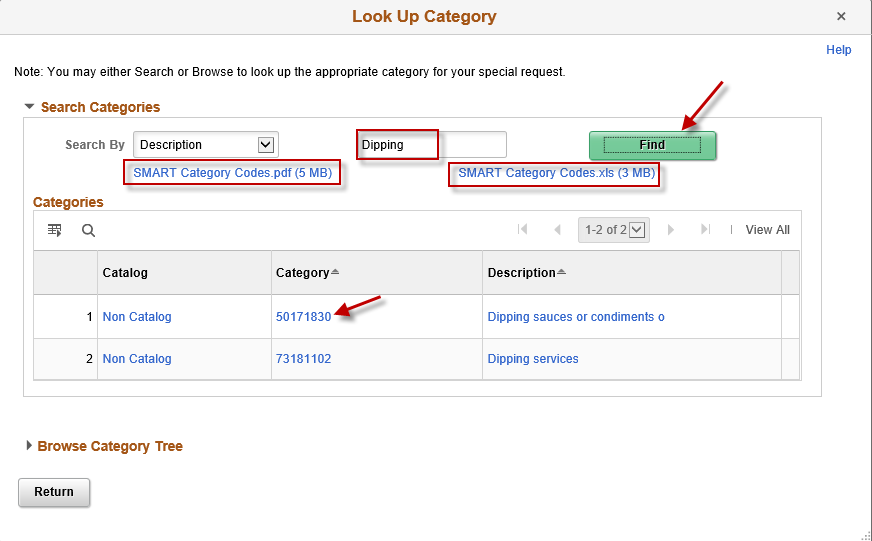 Look Up Category
Help
Note: You may either Search or Browse to look up the appropriate category for your special request.
Search Categories
Search By Description Dipping Find
SMART Category Codes.pdf (5 MB) SMART Category Codes.xls (3 MB)
Categories
1-2 of 2 View All
Catalog Category Description
1 Non Catalog 50171830 Dipping sauces or condiments o
2 Non Catalog 73181102 Dipping services
Browse Category Tree
Return